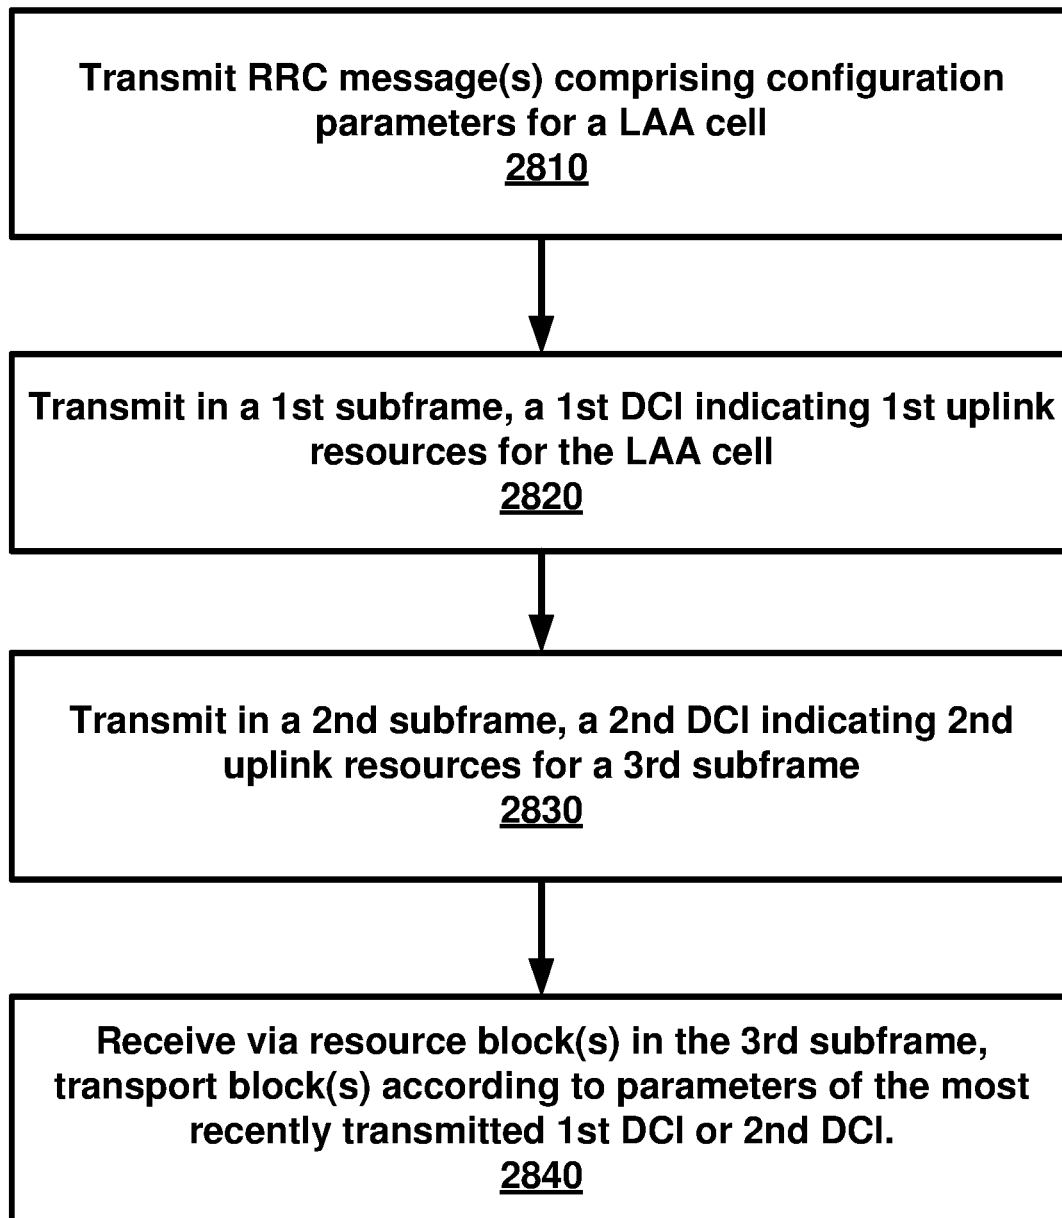 Transmit RRC message(s) comprising configuration
parameters for a LAA cell
2810
Transmit in a 1st subframe, a 1st DCI indicating 1st uplink
resources for the LAA cell
2820
Transmit in a 2nd subframe, a 2nd DCI indicating 2nd
uplink resources for a 3rd subframe
2830
Receive via resource block(s) in the 3rd subframe,
transport block(s) according to parameters of the most
recently transmitted 1st DCI or 2nd DCI.
2840